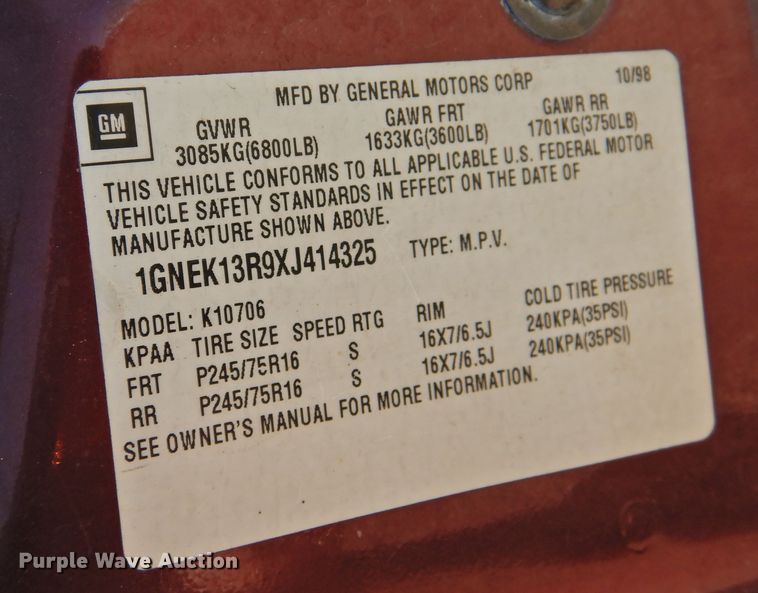 MFD BY GENERAL MOTORS CORP 10/98
GM
GVWR GAWR FRT GAWR RR
3085KG(6800LB) 1633KG(3600LB) 1701KG(3750LB)
THIS VEHICLE CONFORMS TO ALL APPLICABLE U.S. FEDERAL MOTOR
VEHICLE SAFETY STANDARDS IN EFFECT ON THE DATE OF
MANUFACTURE SHOWN ABOVE.
1GNEK13R9XJ414325 TYPE: M.P.V.
MODEL: K10706
KPAA TIRE SIZE SPEED RTG RIM COLD TIRE PRESSURE
FRT P245/75R16 S 16X7/6.5J 240KPA(35PSI)
RR P245/75R16 S 16X7/6.5J 240KPA(35PSI)
SEE OWNER'S MANUAL FOR MORE INFORMATION.
Purple Wave Auction